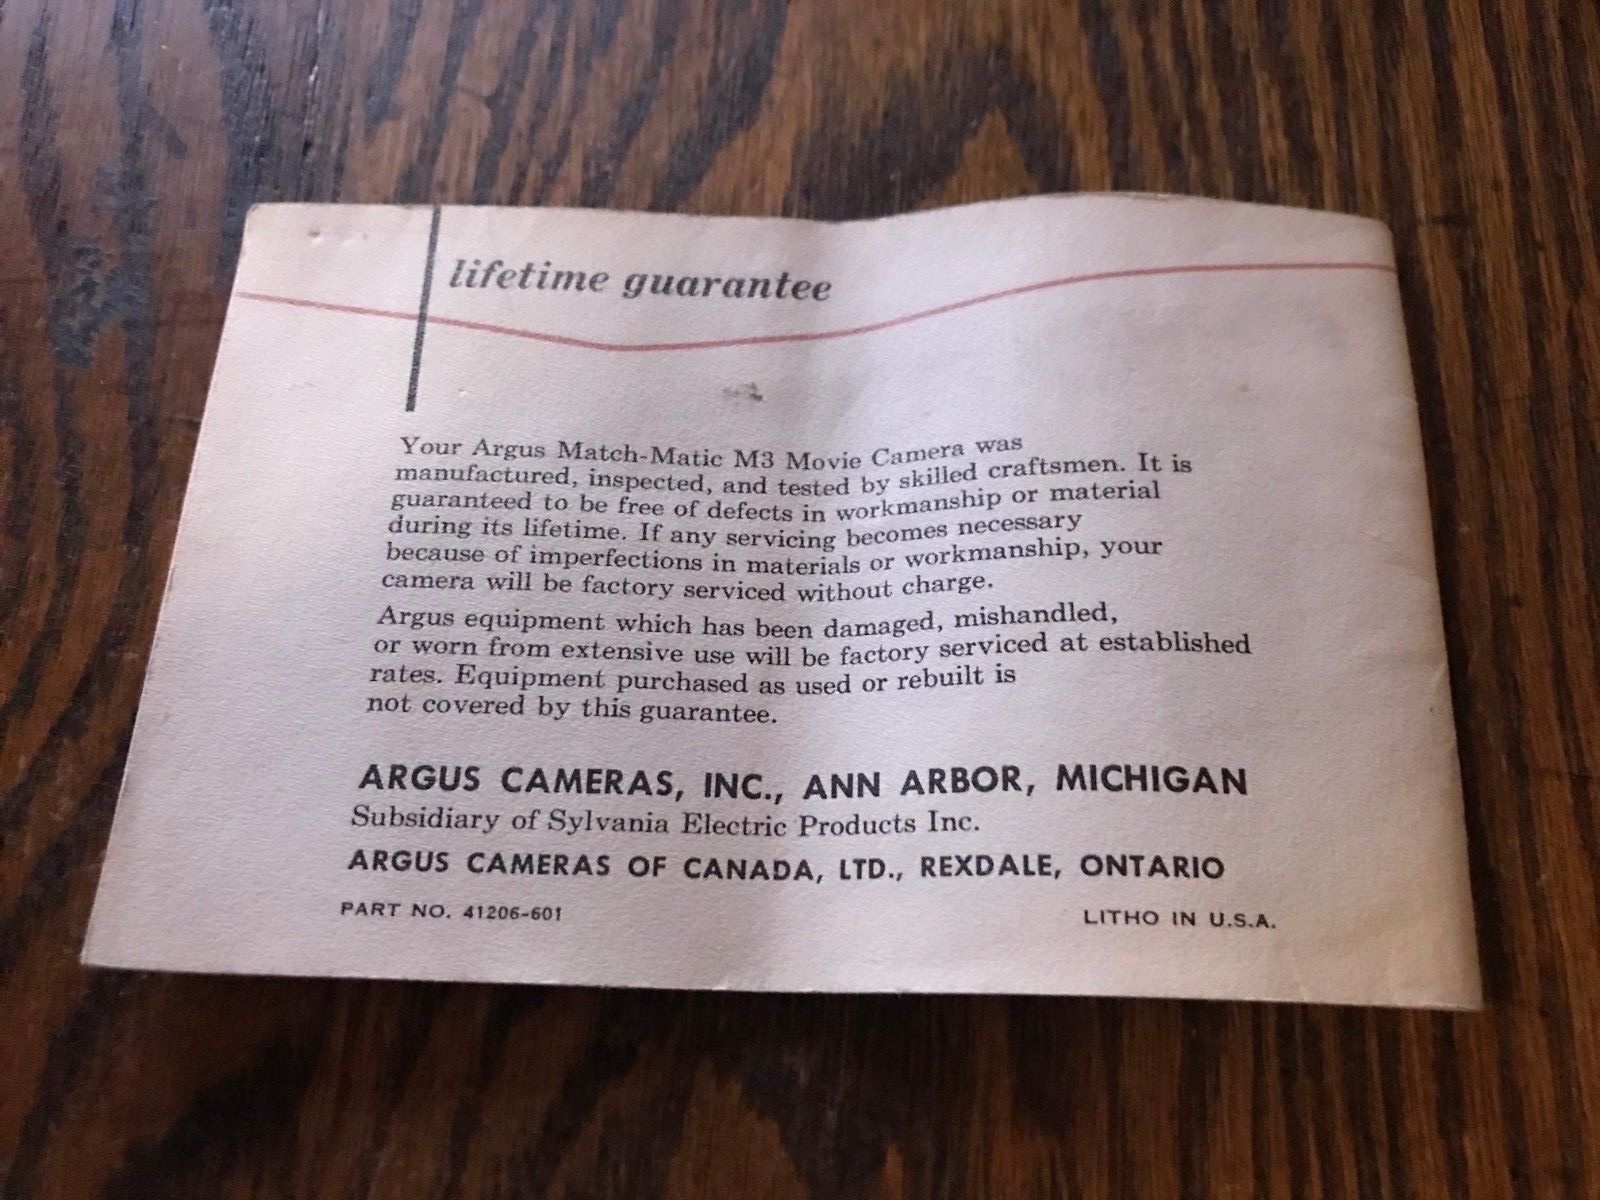 lifetime guarantee
Your Argus Match-Matic M3 Movie Camera was
manufactured, inspected, and tested by skilled craftsmen. It is
guaranteed to be free of defects in workmanship or material
during its lifetime. If any servicing becomes necessary
because of imperfections in materials or workmanship, your
camera will be factory serviced without charge.
Argus equipment which has been damaged, mishandled,
or worn from extensive use will be factory serviced at established
rates. Equipment purchased as used or rebuilt is
not covered by this guarantee.
ARGUS CAMERAS, INC., ANN ARBOR, MICHIGAN
Subsidiary of Sylvania Electric Products Inc.
ARGUS CAMERAS OF CANADA, LTD., REXDALE, ONTARIO
PART NO. 41206-601
LITHO IN U.S.A.